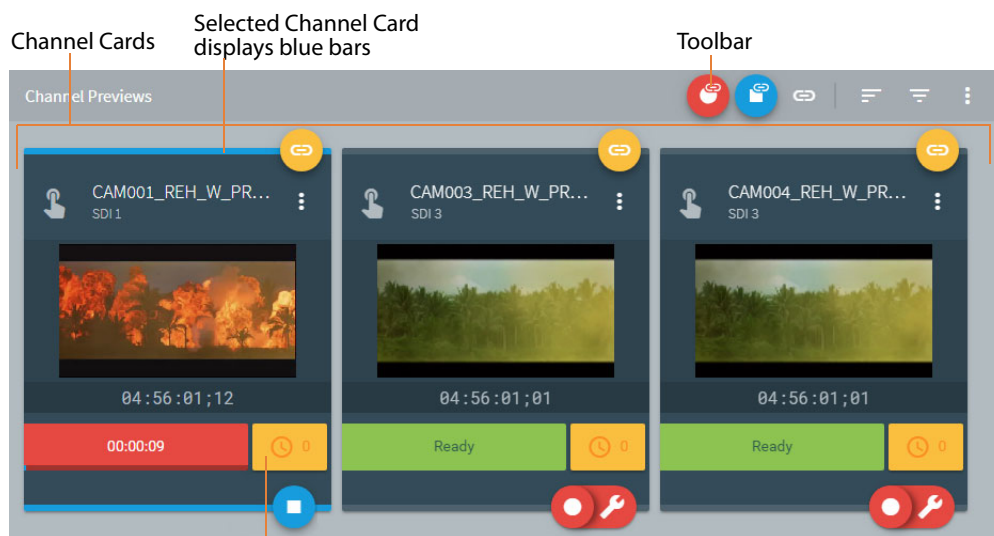 Channel Cards
Selected Channel Card
displays blue bars
Toolbar
Channel Previews
CAM001_REH_W_PR...
SDI 1
04:56:01;12
00:00:09
0
CAM003_REH_W_PR...
SDI 3
04:56:01;01
Ready
0
CAM004_REH_W_PR...
SDI 3
04:56:01;01
Ready
0